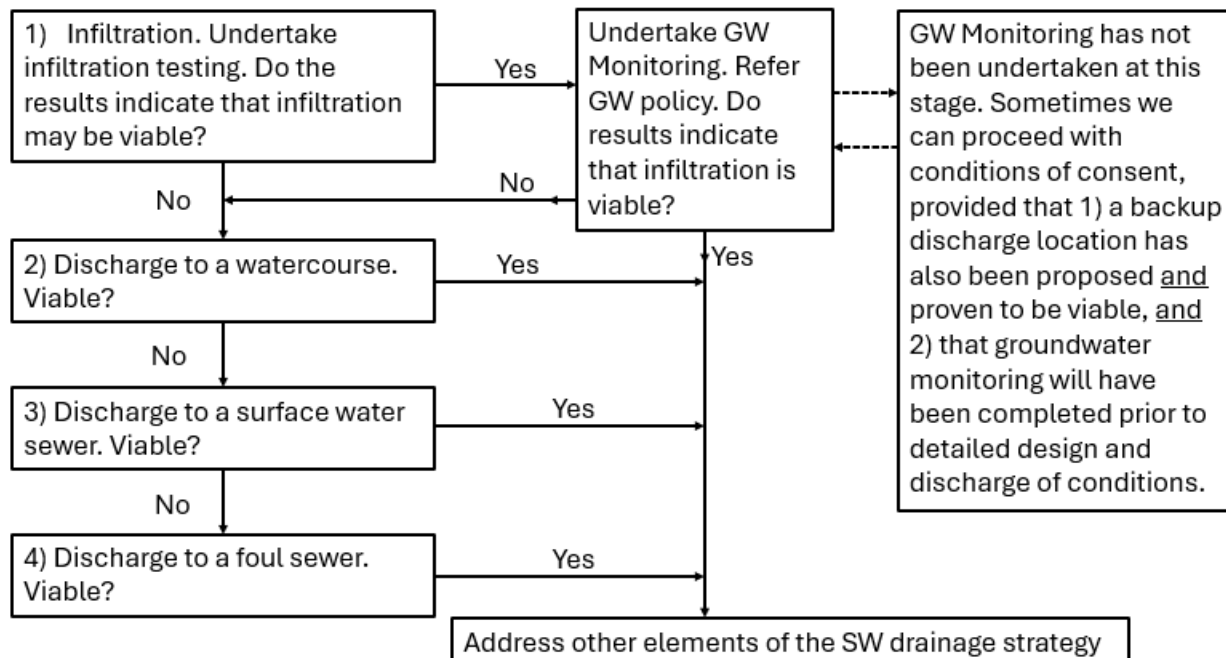 1) Infiltration. Undertake
infiltration testing. Do the
results indicate that infiltration
may be viable?
Yes
Undertake GW
Monitoring. Refer
GW policy. Do
results indicate
that infiltration is
viable?
GW Monitoring has not
been undertaken at this
stage. Sometimes we
can proceed with
conditions of consent,
provided that 1) a backup
discharge location has
also been proposed and
proven to be viable, and
2) that groundwater
monitoring will have
been completed prior to
detailed design and
discharge of conditions.
No
No
Yes
2) Discharge to a watercourse.
Viable?
Yes
No
3) Discharge to a surface water
sewer. Viable?
Yes
No
4) Discharge to a foul sewer.
Viable?
Yes
Address other elements of the SW drainage strategy